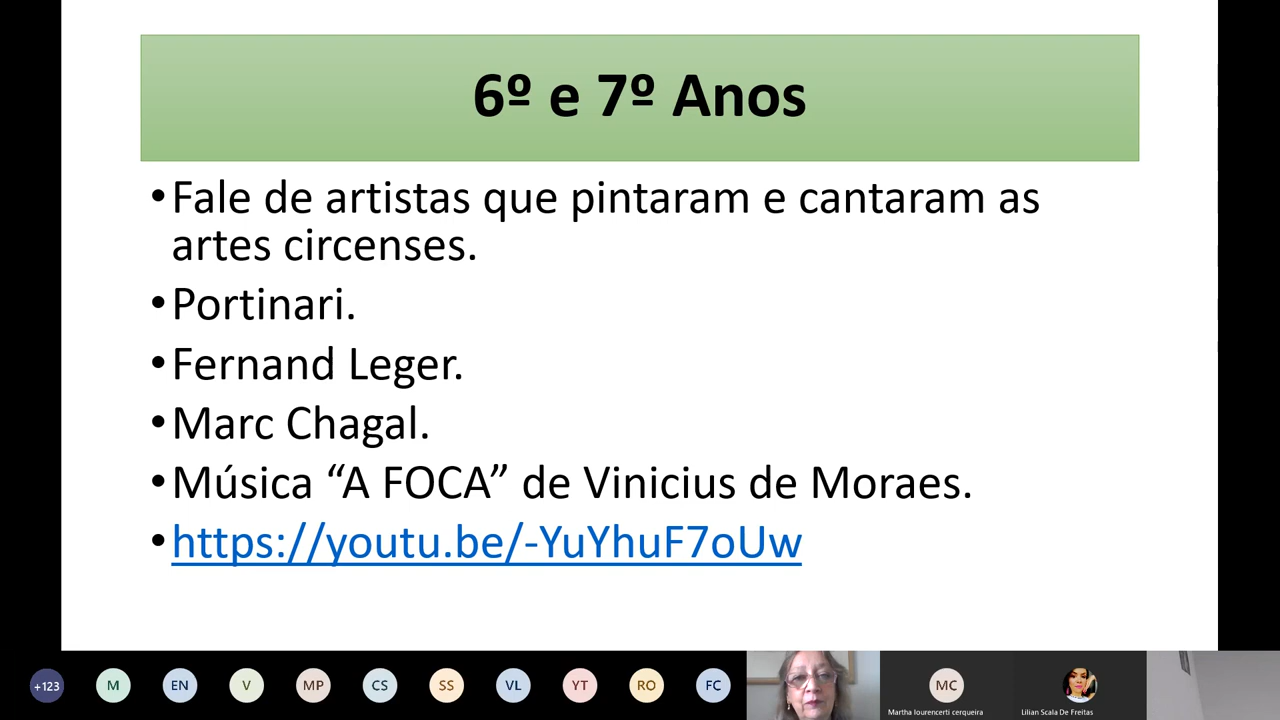 6º e 7º Anos
•Fale de artistas que pintaram e cantaram as
artes circenses.
•Portinari.
•Fernand Leger.
•Marc Chagal.
•Música “A FOCA” de Vinicius de Moraes.
•https://youtu.be/-YuYhuF7oUw
+123 M EN V MP CS SS VL YT RO FC MC
Martha lourencerti cerqueira Lilian Scala De Freitas